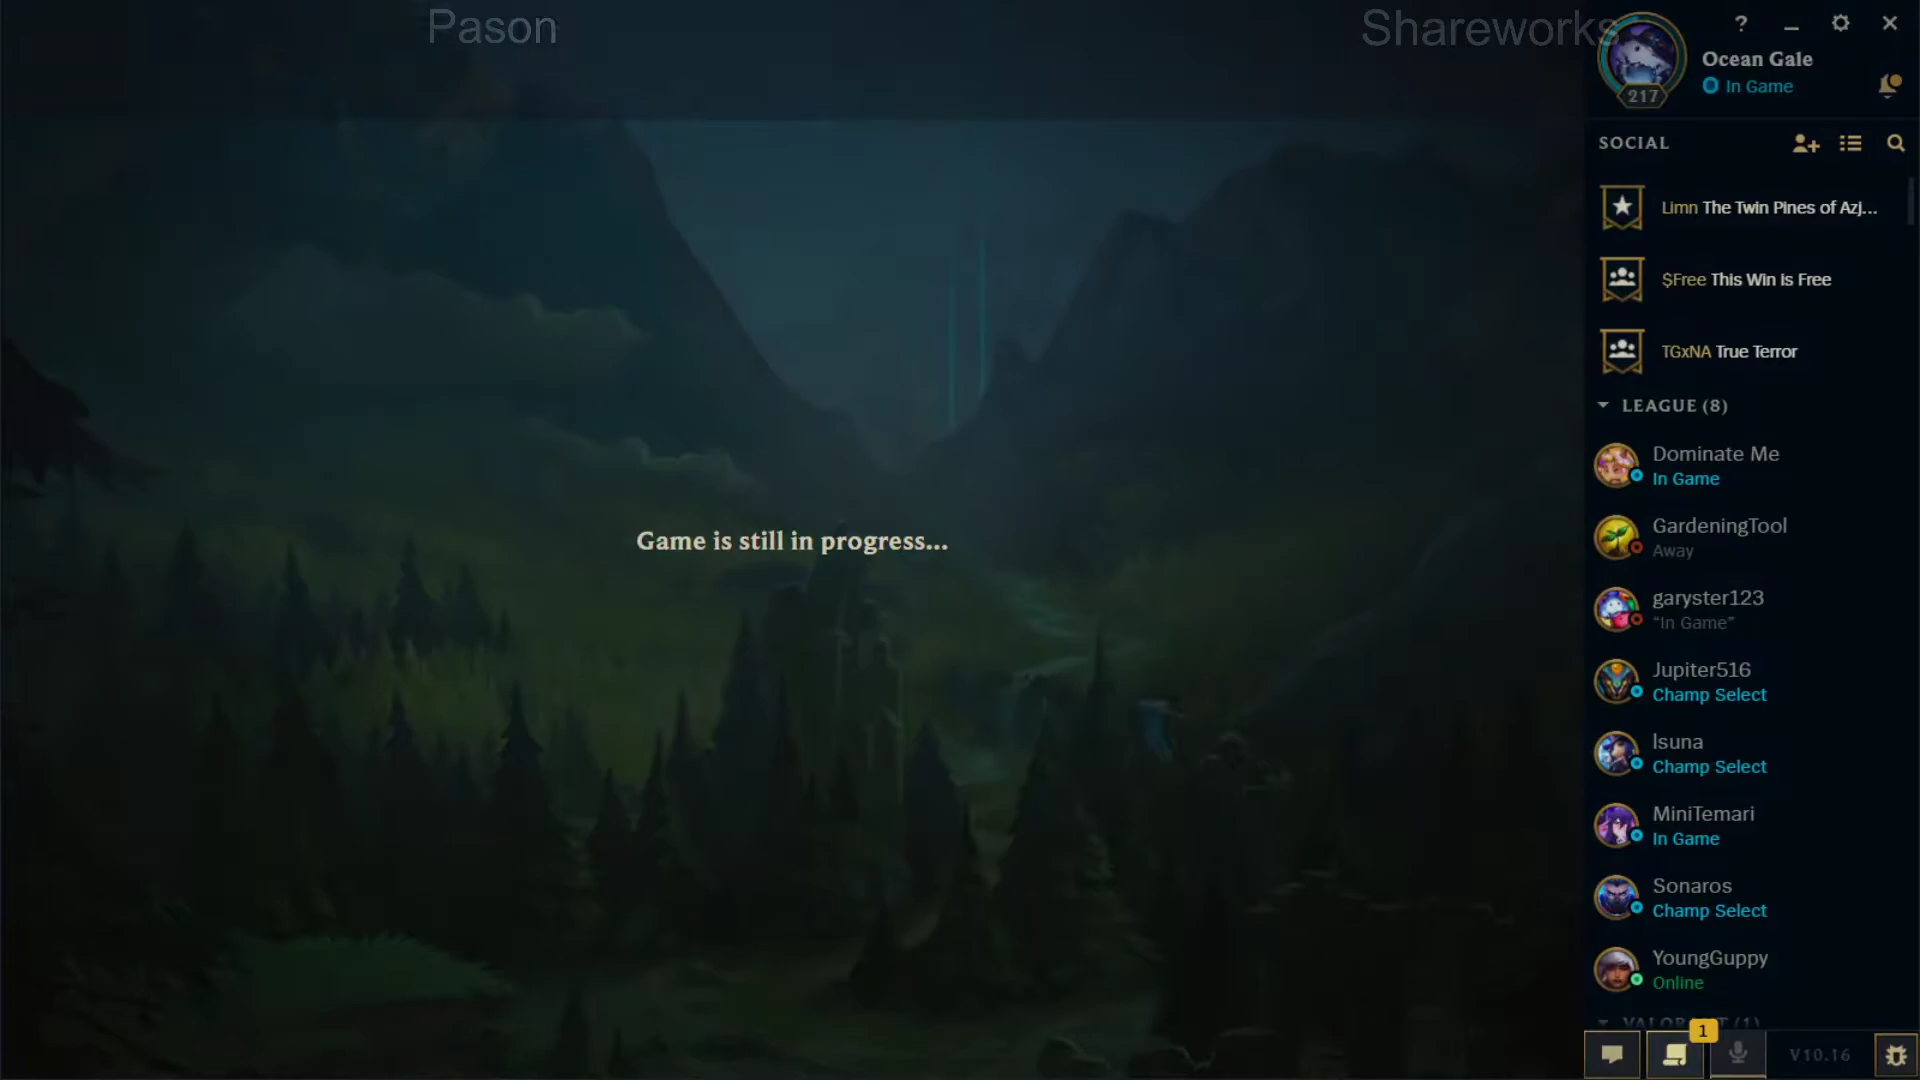 Pason
Shareworks
?
Ocean Gale
In Game
217
SOCIAL
Limn The Twin Pines of Azj...
$Free This Win is Free
TGxNA True Terror
LEAGUE (8)
Dominate Me
In Game
GardeningTool
Away
garyster123
“In Game”
Jupiter516
Champ Select
Game is still in progress...
Isuna
Champ Select
MiniTemari
In Game
Sonaros
Champ Select
YoungGuppy
Online
VALORANT (1)
1
V10.16